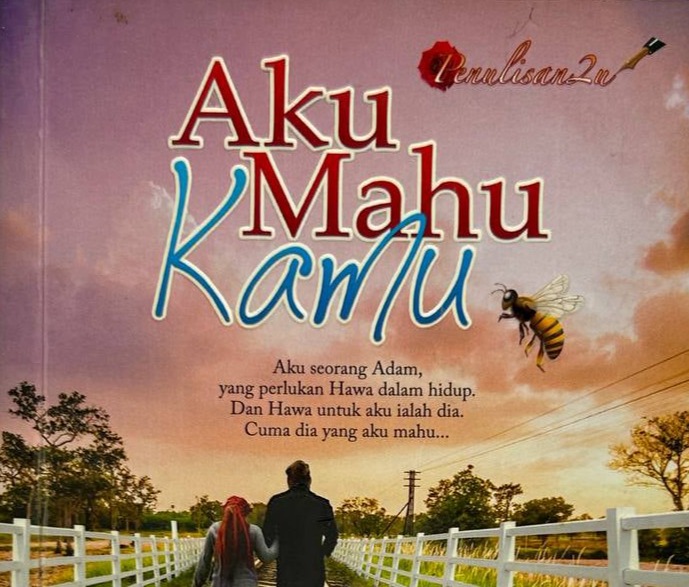 Penulisan2u
Aku
Mahu
Kamu
Aku seorang Adam,
yang perlukan Hawa dalam hidup.
Dan Hawa untuk aku ialah dia.
Cuma dia yang aku mahu...